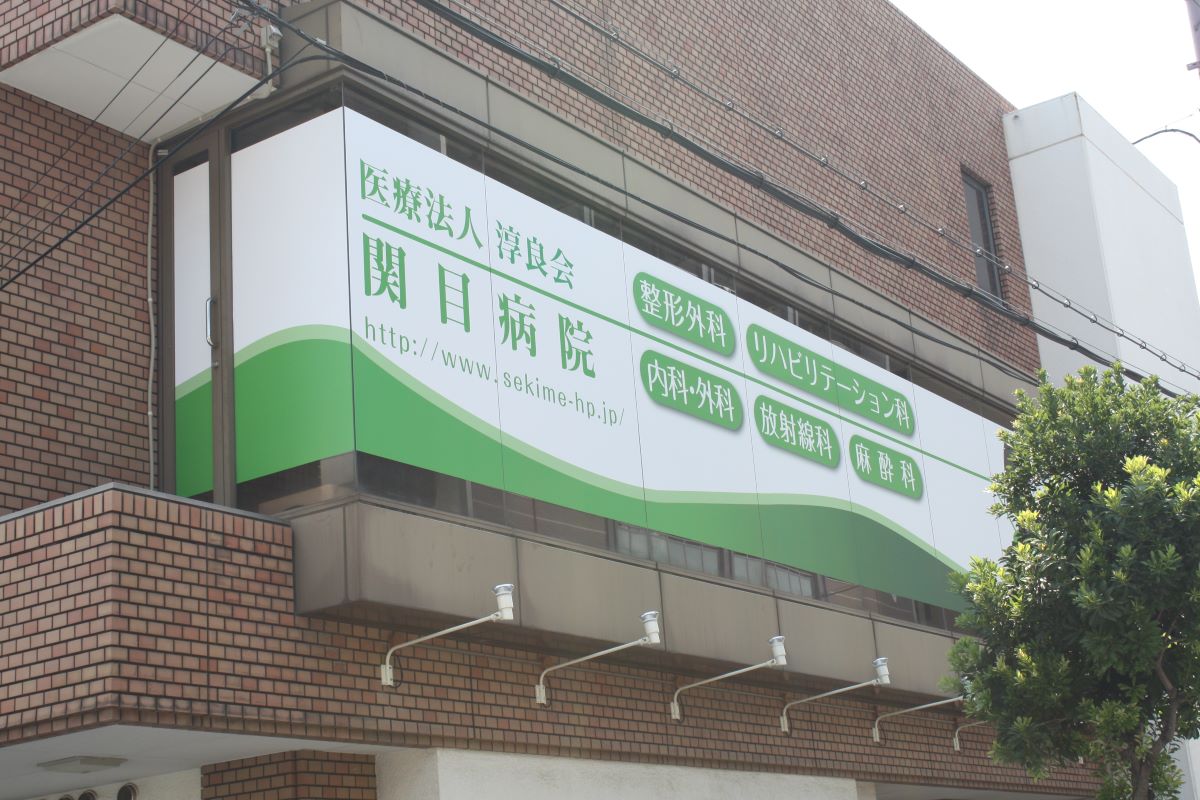 医療法人 淳良会
関目病院
http://www.sekime-hp.jp/
整形外科
リハビリテーション科
内科・外科
放射線科
麻酔科